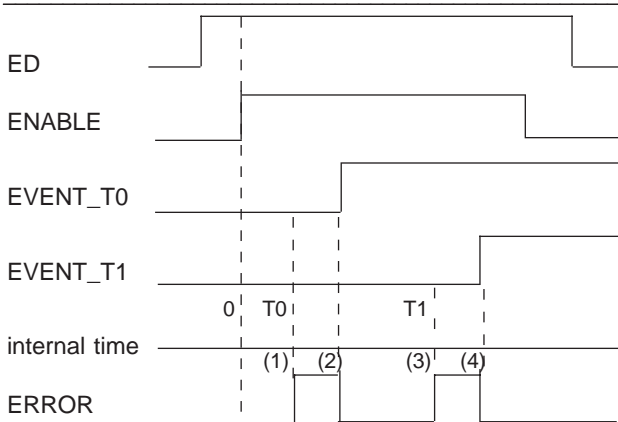 ED
ENABLE
EVENT_T0
EVENT_T1
0 T0 T1
internal time
(1) (2) (3) (4)
ERROR